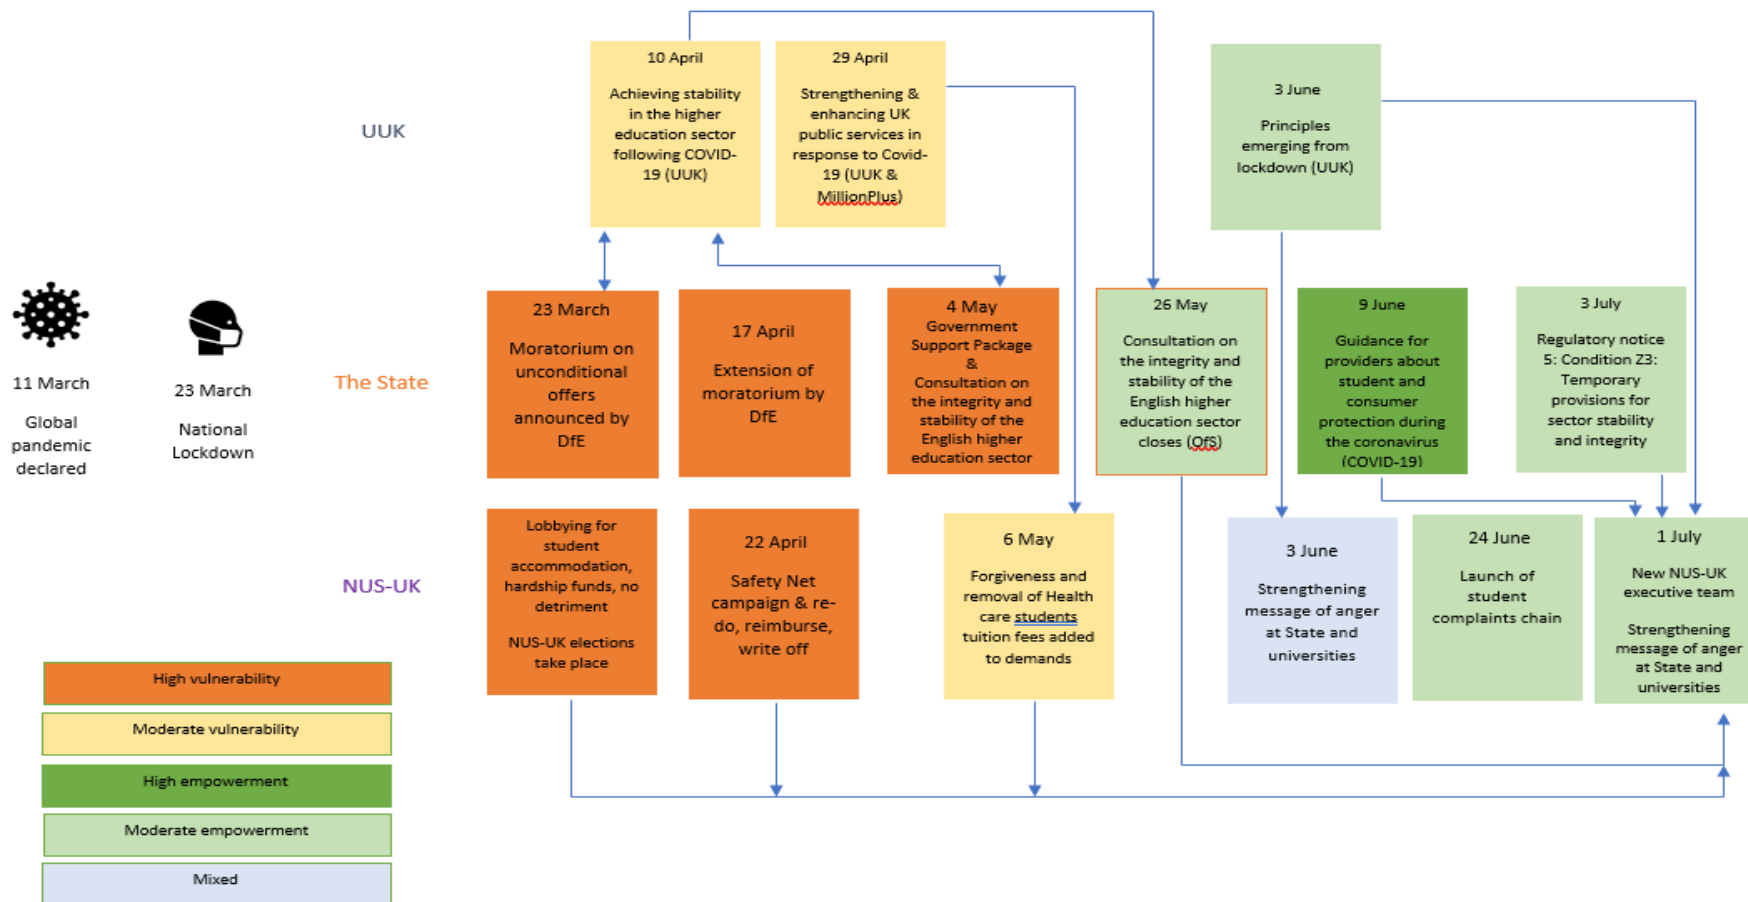 UUK
10 April
Achieving stability
in the higher
education sector
following COVID-
19 (UUK)
29 April
Strengthening &
enhancing UK
public services in
response to Covid-
19 (UUK &
MillionPlus)
3 June
Principles
emerging from
lockdown (UUK)
11 March
Global
pandemic
declared
23 March
National
Lockdown
The State
23 March
Moratorium on
unconditional
offers
announced by
DfE
17 April
Extension of
moratorium by
DfE
4 May
Government
Support Package
&
Consultation on
the integrity and
stability of the
English higher
education sector
26 May
Consultation on
the integrity and
stability of the
English higher
education sector
closes (OfS)
9 June
Guidance for
providers about
student and
consumer
protection during
the coronavirus
(COVID-19)
3 July
Regulatory notice
5: Condition Z3:
Temporary
provisions for
sector stability
and integrity
NUS-UK
Lobbying for
student
accommodation,
hardship funds, no
detriment
NUS-UK elections
take place
22 April
Safety Net
campaign & re-
do, reimburse,
write off
6 May
Forgiveness and
removal of Health
care students
tuition fees added
to demands
3 June
Strengthening
message of anger
at State and
universities
24 June
Launch of
student
complaints chain
1 July
New NUS-UK
executive team
Strengthening
message of anger
at State and
universities
High vulnerability
Moderate vulnerability
High empowerment
Moderate empowerment
Mixed